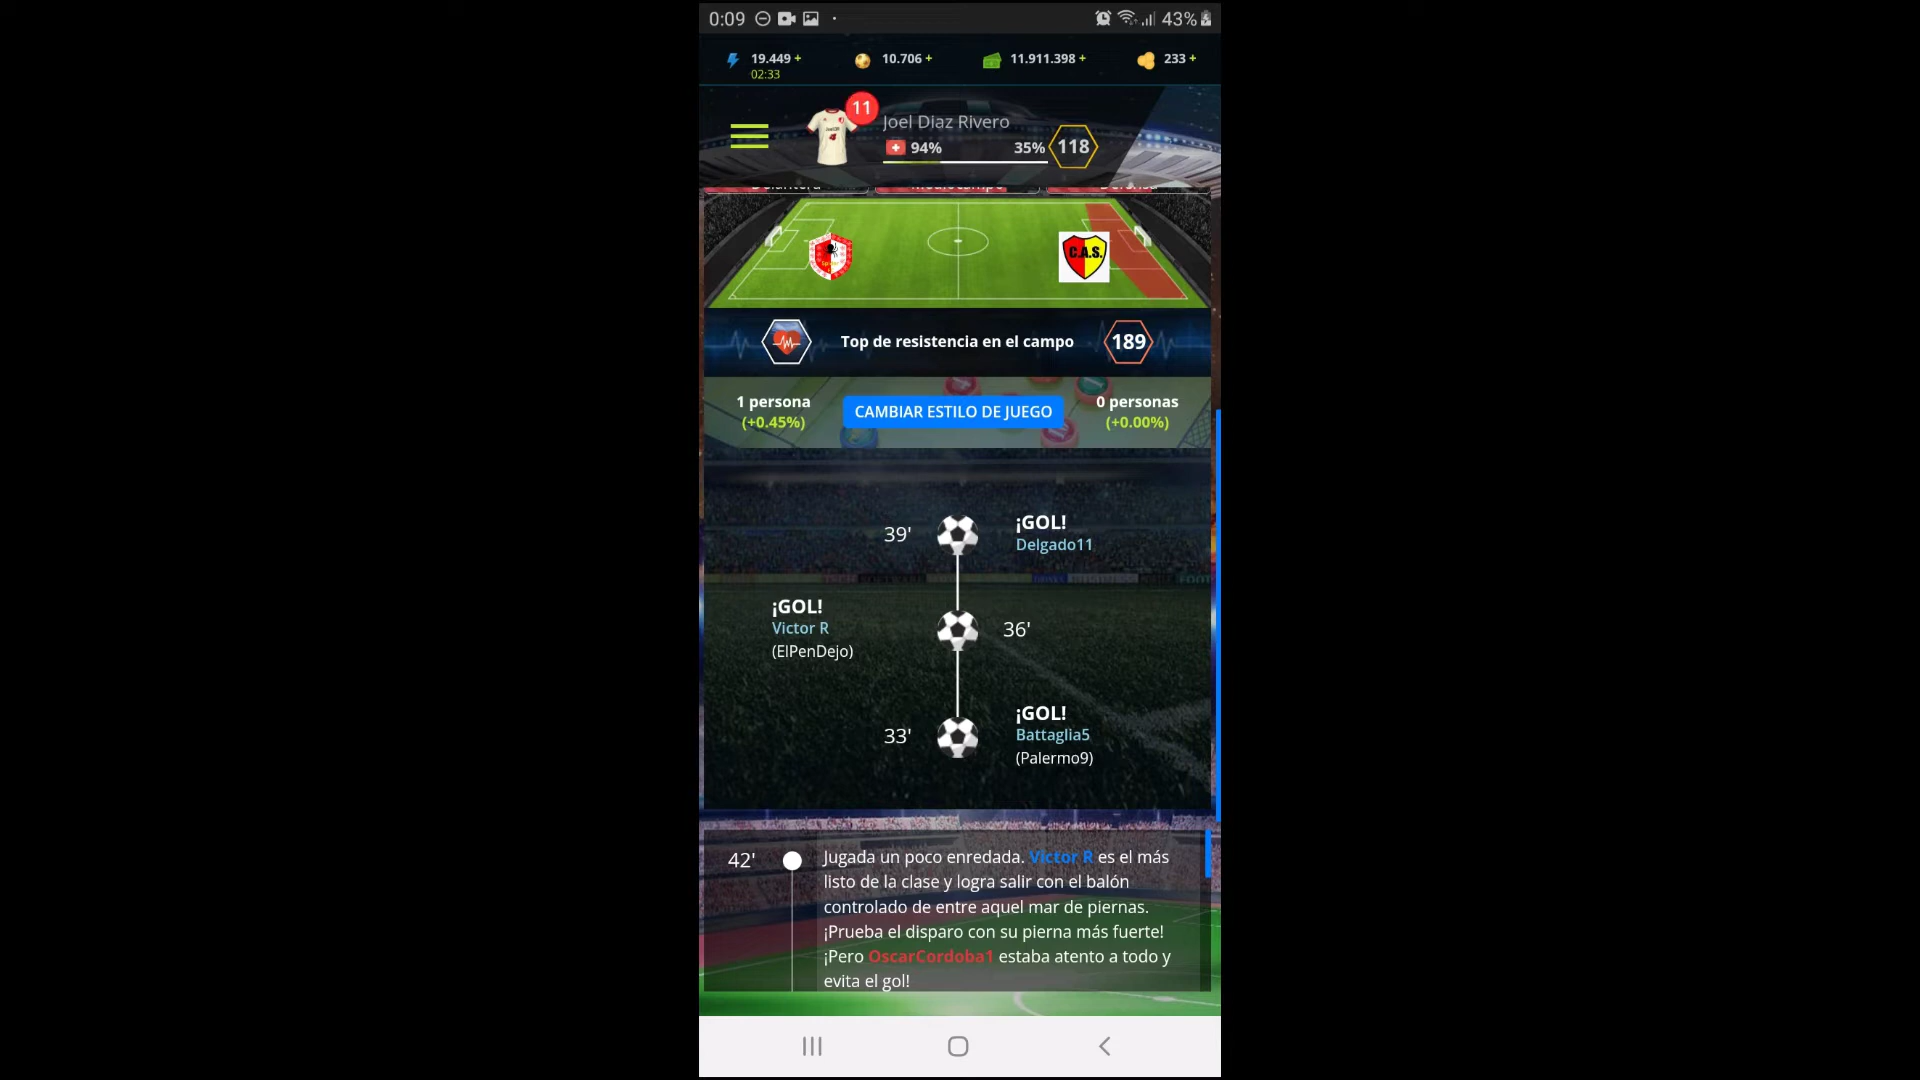 0:09
43%
19.449 +
02:33
10.706 +
11.911.398 +
233 +
11
Joel Díaz Rivero
94%
35%
118
Delantera
Mediocampo
Defensa
C.A.S.
Top de resistencia en el campo
189
1 persona
(+0.45%)
CAMBIAR ESTILO DE JUEGO
0 personas
(+0.00%)
39'
¡GOL!
Delgado11
¡GOL!
Victor R
(ElPenDejo)
36'
33'
¡GOL!
Battaglia5
(Palermo9)
42'
Jugada un poco enredada. Victor R es el más
listo de la clase y logra salir con el balón
controlado de entre aquel mar de piernas.
¡Prueba el disparo con su pierna más fuerte!
¡Pero OscarCordoba1 estaba atento a todo y
evita el gol!